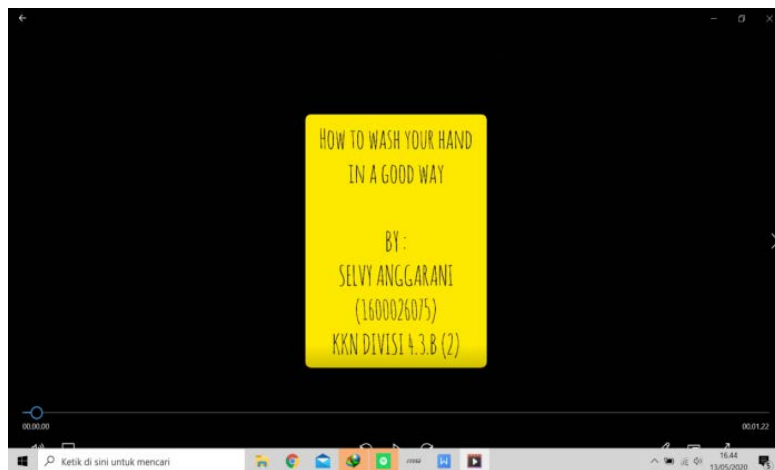 HOW TO WASH YOUR HAND
IN A GOOD WAY
BY :
SELVY ANGGARANI
(1600026075)
KKN DIVISI 4.3.B (2)
00.00.00
00.01.22
Ketik di sini untuk mencari
16.44
13/05/2020